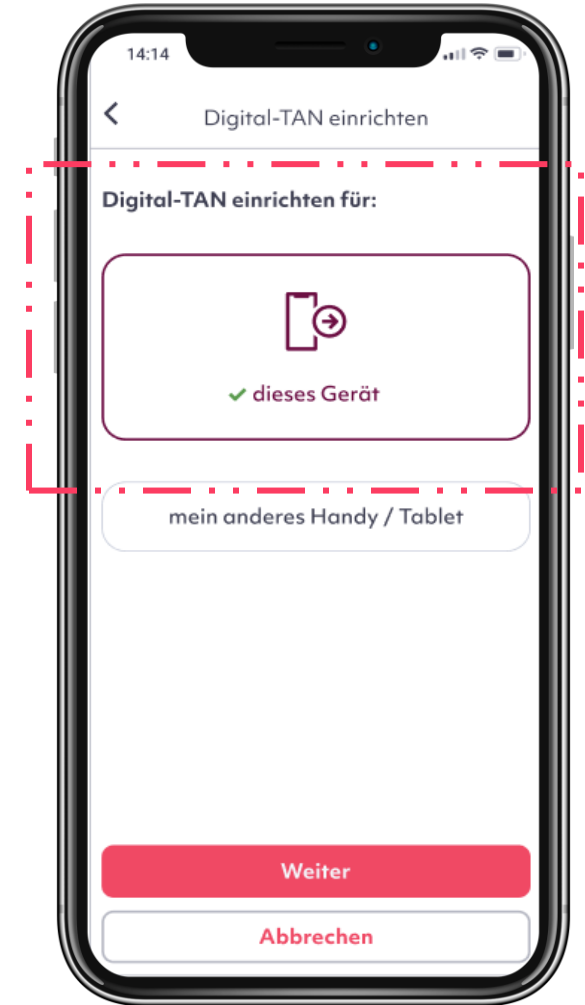 14:14
Digital-TAN einrichten
Digital-TAN einrichten für:
dieses Gerät
mein anderes Handy / Tablet
Weiter
Abbrechen